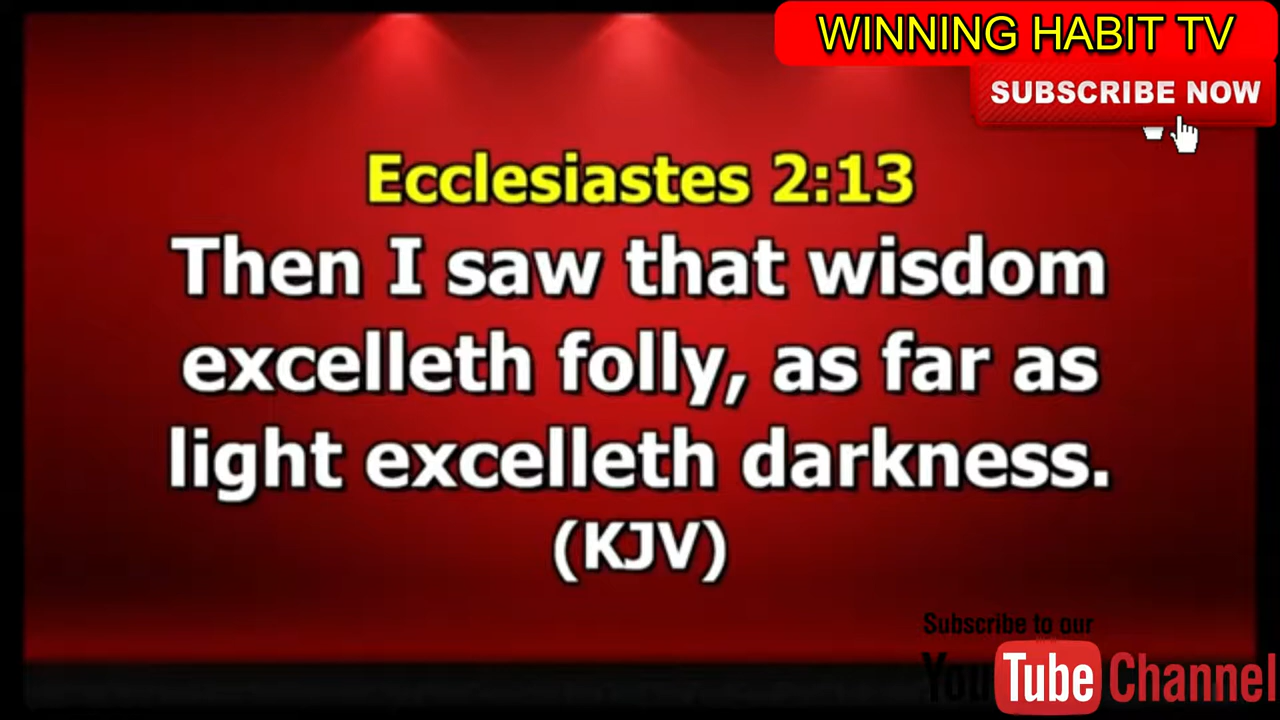 WINNING HABIT TV
SUBSCRIBE NOW
Ecclesiastes 2:13
Then I saw that wisdom
excelleth folly, as far as
light excelleth darkness.
(KJV)
Subscribe to our
YouTube Channel